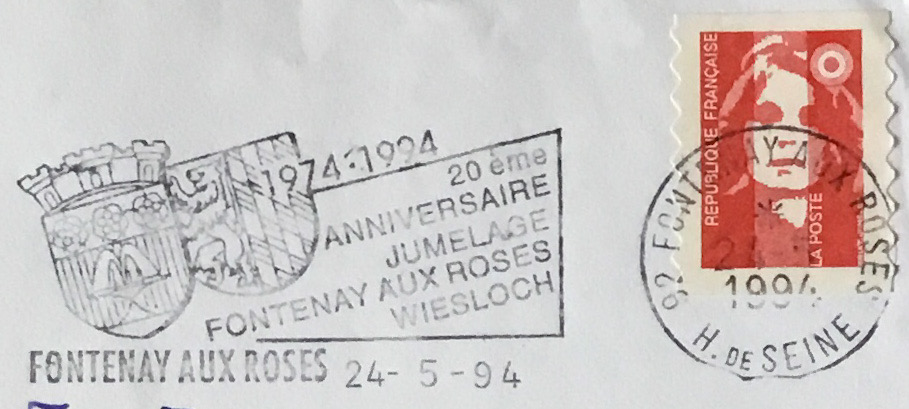 1974-1994
20 ème
ANNIVERSAIRE
JUMELAGE
FONTENAY AUX ROSES
WIESLOCH
FONTENAY AUX ROSES 24- 5 -94
REPUBLIQUE FRANÇAISE
LA POSTE
92 FONTENAY AUX ROSES
1994
H. DE SEINE